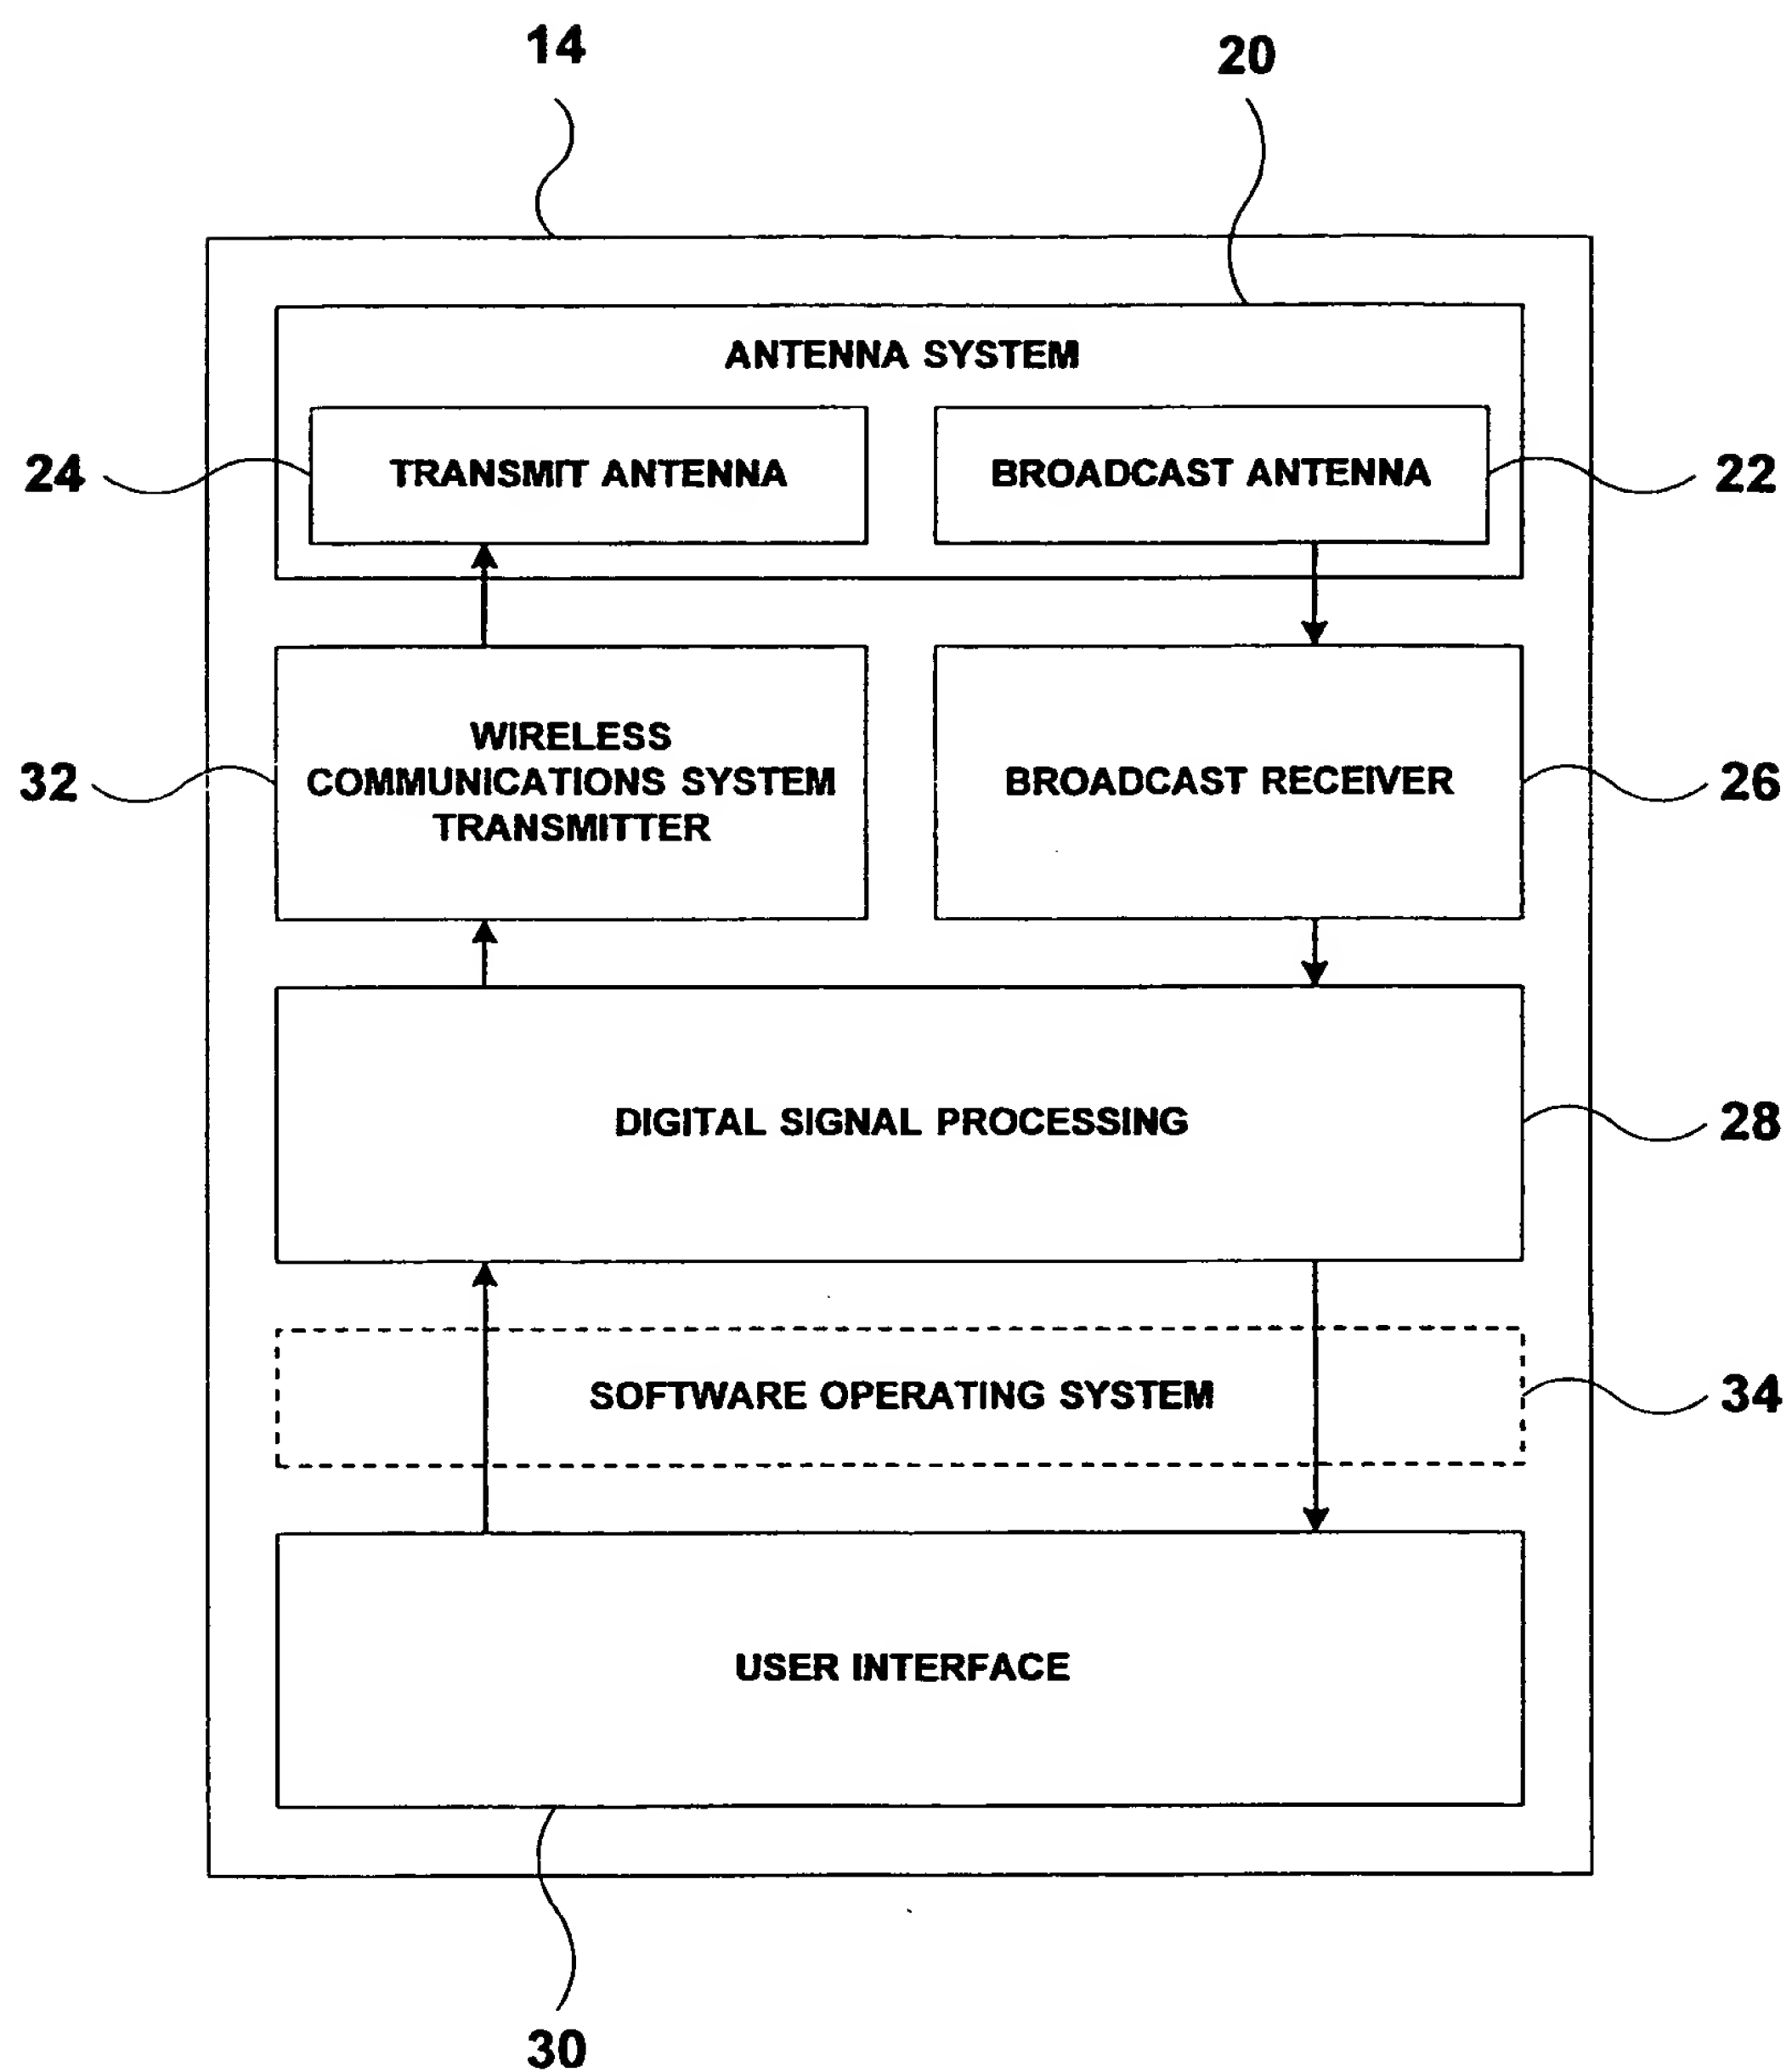 14
20
ANTENNA SYSTEM
24
TRANSMIT ANTENNA
BROADCAST ANTENNA
22
32
WIRELESS
COMMUNICATIONS SYSTEM
TRANSMITTER
BROADCAST RECEIVER
26
DIGITAL SIGNAL PROCESSING
28
SOFTWARE OPERATING SYSTEM
34
USER INTERFACE
30